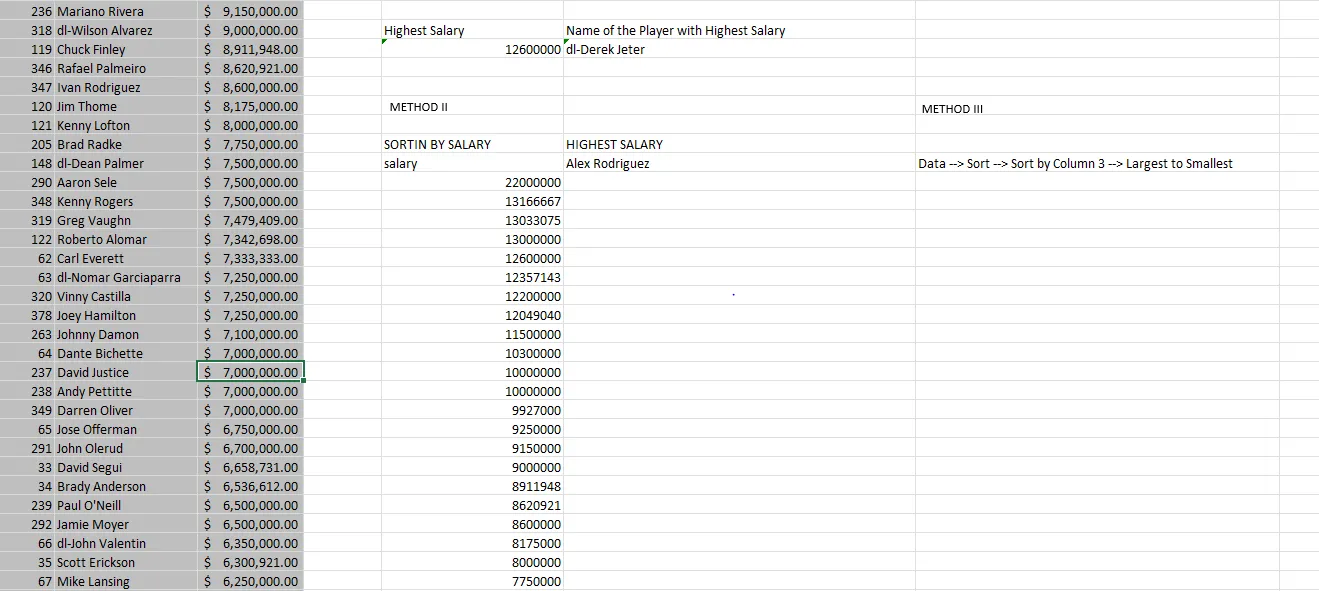 236 Mariano Rivera $ 9,150,000.00
318 dl-Wilson Alvarez $ 9,000,000.00 Highest Salary Name of the Player with Highest Salary
119 Chuck Finley $ 8,911,948.00 12600000 dl-Derek Jeter
346 Rafael Palmeiro $ 8,620,921.00
347 Ivan Rodriguez $ 8,600,000.00
120 Jim Thome $ 8,175,000.00 METHOD II METHOD III
121 Kenny Lofton $ 8,000,000.00
205 Brad Radke $ 7,750,000.00 SORTIN BY SALARY HIGHEST SALARY
148 dl-Dean Palmer $ 7,500,000.00 salary Alex Rodriguez Data --> Sort --> Sort by Column 3 --> Largest to Smallest
290 Aaron Sele $ 7,500,000.00 22000000
348 Kenny Rogers $ 7,500,000.00 13166667
319 Greg Vaughn $ 7,479,409.00 13033075
122 Roberto Alomar $ 7,342,698.00 13000000
62 Carl Everett $ 7,333,333.00 12600000
63 dl-Nomar Garciaparra $ 7,250,000.00 12357143
320 Vinny Castilla $ 7,250,000.00 12200000
378 Joey Hamilton $ 7,250,000.00 12049040
263 Johnny Damon $ 7,100,000.00 11500000
64 Dante Bichette $ 7,000,000.00 10300000
237 David Justice $ 7,000,000.00 10000000
238 Andy Pettitte $ 7,000,000.00 10000000
349 Darren Oliver $ 7,000,000.00 9927000
65 Jose Offerman $ 6,750,000.00 9250000
291 John Olerud $ 6,700,000.00 9150000
33 David Segui $ 6,658,731.00 9000000
34 Brady Anderson $ 6,536,612.00 8911948
239 Paul O'Neill $ 6,500,000.00 8620921
292 Jamie Moyer $ 6,500,000.00 8600000
66 dl-John Valentin $ 6,350,000.00 8175000
35 Scott Erickson $ 6,300,921.00 8000000
67 Mike Lansing $ 6,250,000.00 7750000